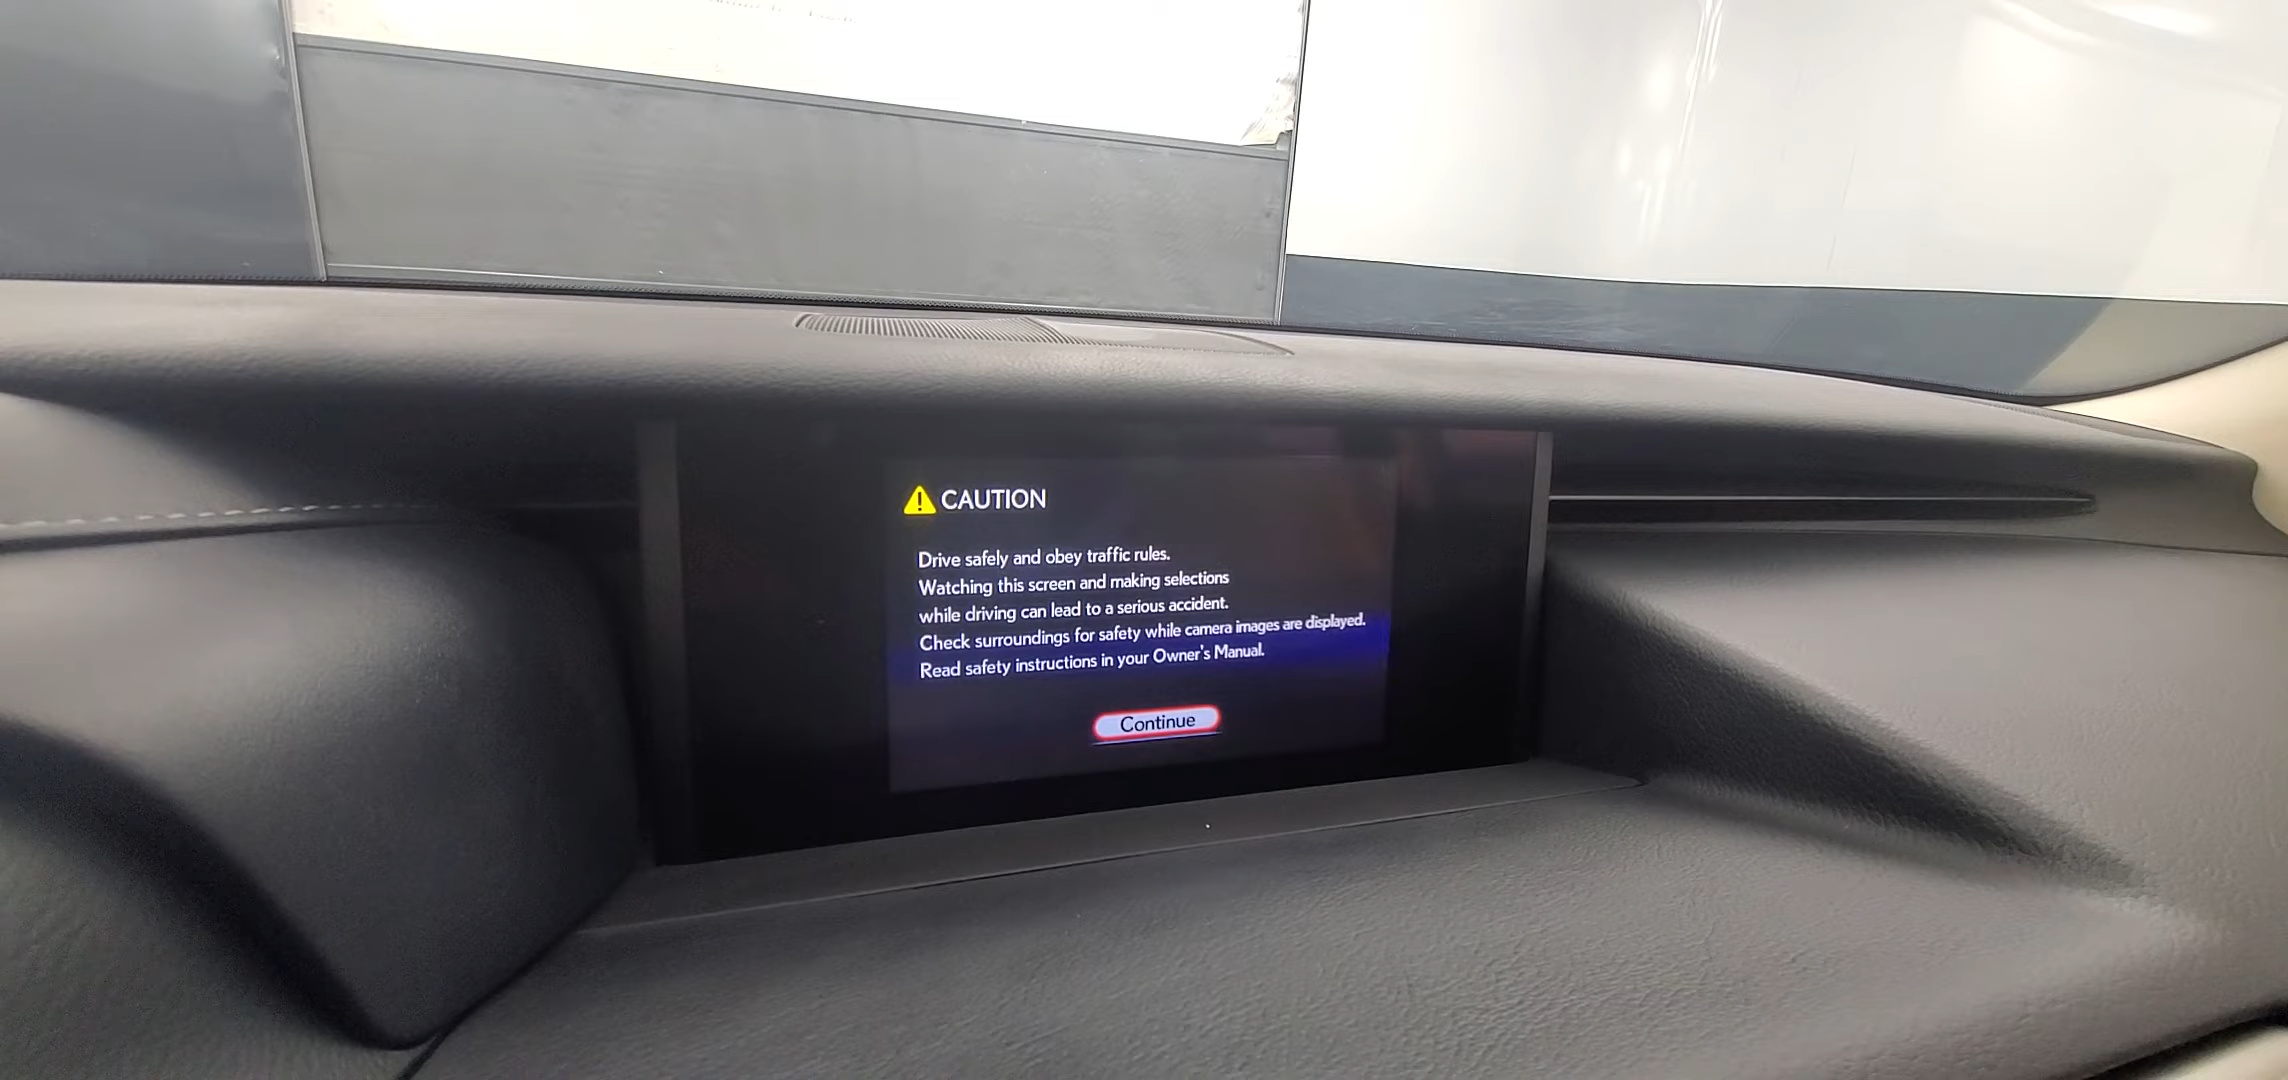 CAUTION
Drive safely and obey traffic rules.
Watching this screen and making selections
while driving can lead to a serious accident.
Check surroundings for safety while camera images are displayed.
Read safety instructions in your Owner's Manual.
Continue